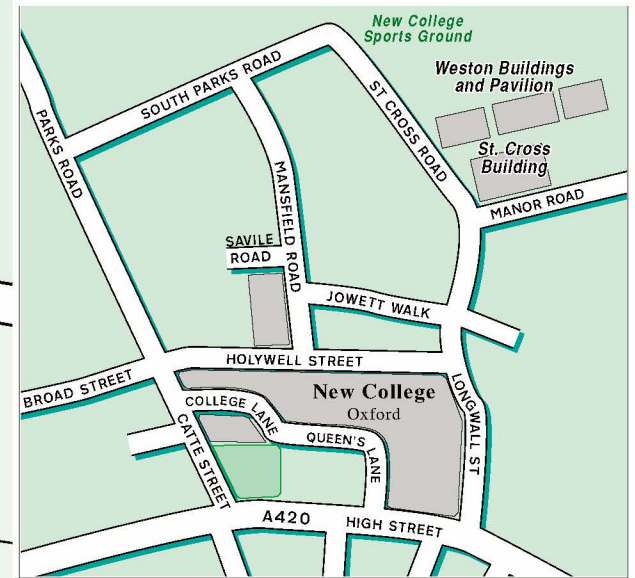 New College
Sports Ground
Weston Buildings
and Pavilion
SOUTH PARKS ROAD
ST CROSS ROAD
PARKS ROAD
St. Cross
Building
MANSFIELD ROAD
MANOR ROAD
SAVILE
ROAD
JOWETT WALK
HOLYWELL STREET
BROAD STREET
New College
Oxford
COLLEGE LANE
LONGWALL ST
CATTE STREET
QUEEN'S LANE
A420 HIGH STREET